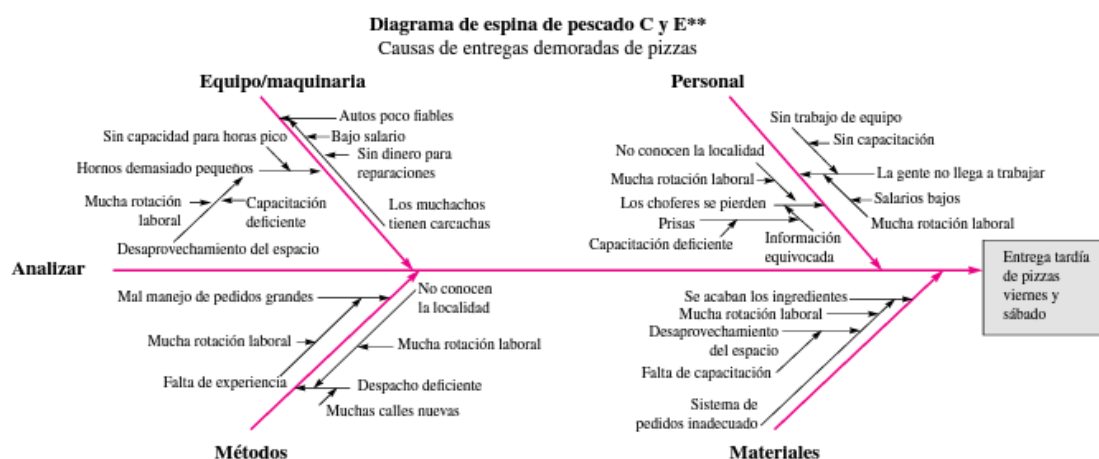 Diagrama de espina de pescado C y E**
Causas de entregas demoradas de pizzas
Equipo/maquinaria
Personal
Autos poco fiables
Sin capacidad para horas pico
Bajo salario
Sin dinero para
reparaciones
Hornos demasiado pequeños
Mucha rotación
laboral
Capacitación
deficiente
Los muchachos
tienen carcachas
Desaprovechamiento del espacio
Sin trabajo de equipo
Sin capacitación
No conocen la localidad
La gente no llega a trabajar
Mucha rotación laboral
Salarios bajos
Los choferes se pierden
Mucha rotación laboral
Prisas
Capacitación deficiente
Información
equivocada
Analizar
Entrega tardía
de pizzas
viernes y
sábado
Mal manejo de pedidos grandes
No conocen
la localidad
Mucha rotación laboral
Mucha rotación laboral
Falta de experiencia
Despacho deficiente
Muchas calles nuevas
Se acaban los ingredientes
Mucha rotación laboral
Desaprovechamiento
del espacio
Falta de capacitación
Sistema de
pedidos inadecuado
Métodos
Materiales